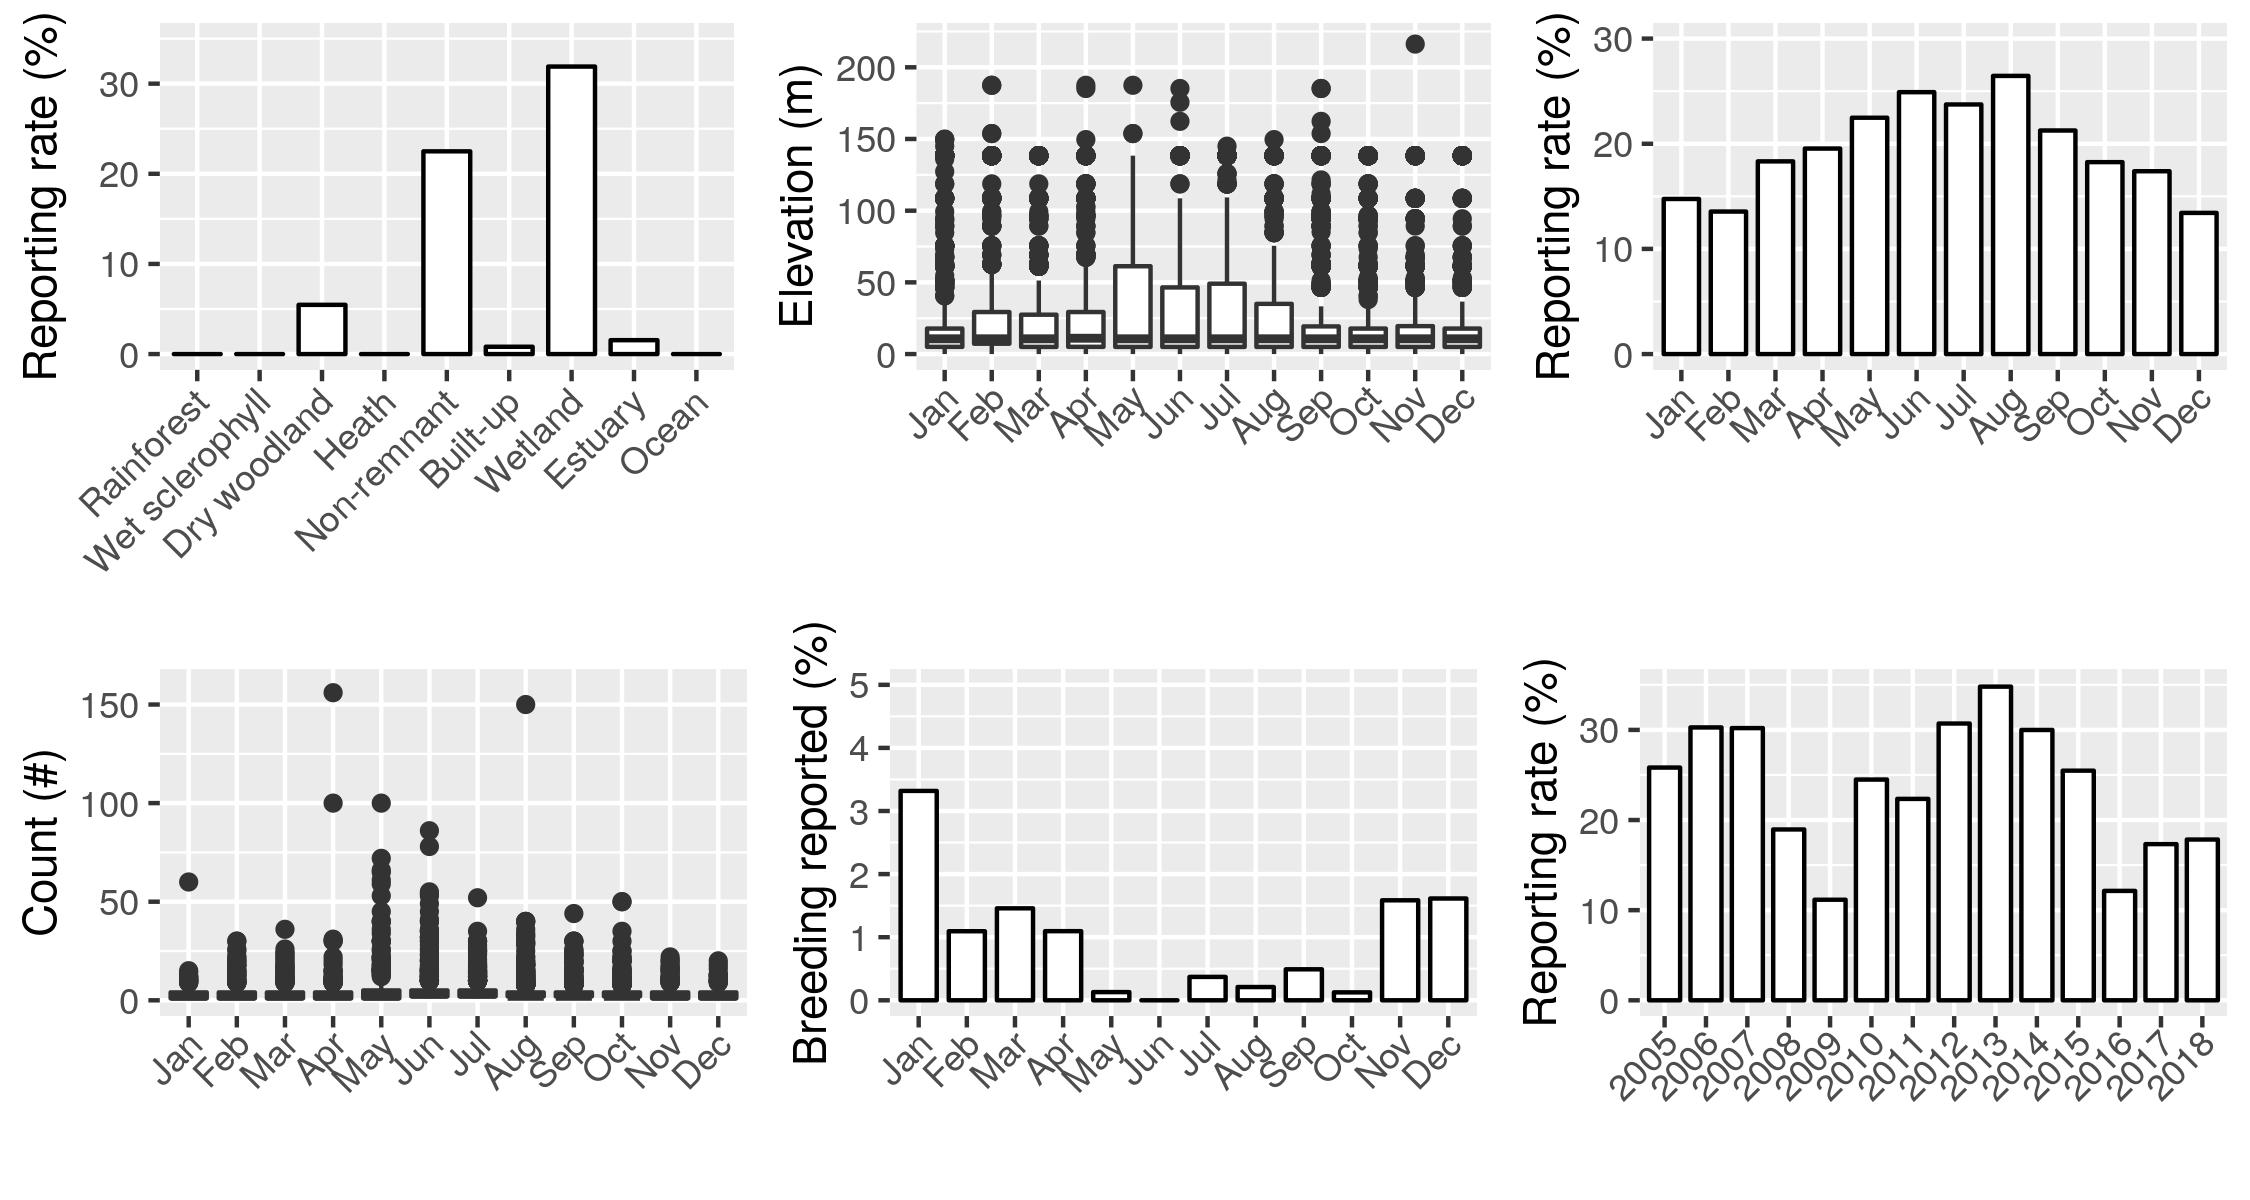 Reporting rate (%)
30
20
10
0
Rainforest
Wet sclerophyll
Dry woodland
Heath
Non-remnant
Built-up
Wetland
Estuary
Ocean
Elevation (m)
200
150
100
50
0
Jan
Feb
Mar
Apr
May
Jun
Jul
Aug
Sep
Oct
Nov
Dec
Reporting rate (%)
30
20
10
0
Jan
Feb
Mar
Apr
May
Jun
Jul
Aug
Sep
Oct
Nov
Dec
Count (#)
150
100
50
0
Jan
Feb
Mar
Apr
May
Jun
Jul
Aug
Sep
Oct
Nov
Dec
Breeding reported (%)
5
4
3
2
1
0
Jan
Feb
Mar
Apr
May
Jun
Jul
Aug
Sep
Oct
Nov
Dec
Reporting rate (%)
30
20
10
0
2005
2006
2007
2008
2009
2010
2011
2012
2013
2014
2015
2016
2017
2018